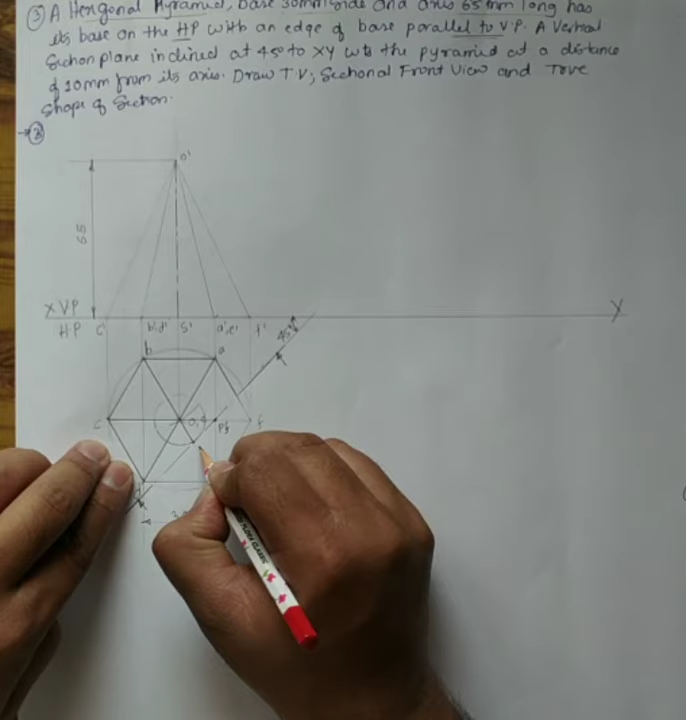 ③ A Hexagonal Pyramid, base 30mm side and axis 65 mm long has
its base on the HP with an edge of base parallel to V.P. A Vertical
Section plane inclined at 45° to XY cuts the pyramid at a distance
of 10mm from its axis. Draw T.V; Sectional Front View and True
Shape of Section.
③
o'
65
X VP Y
HP c' b',d' s' a',e' f'
45°
b a
c o,s f
d